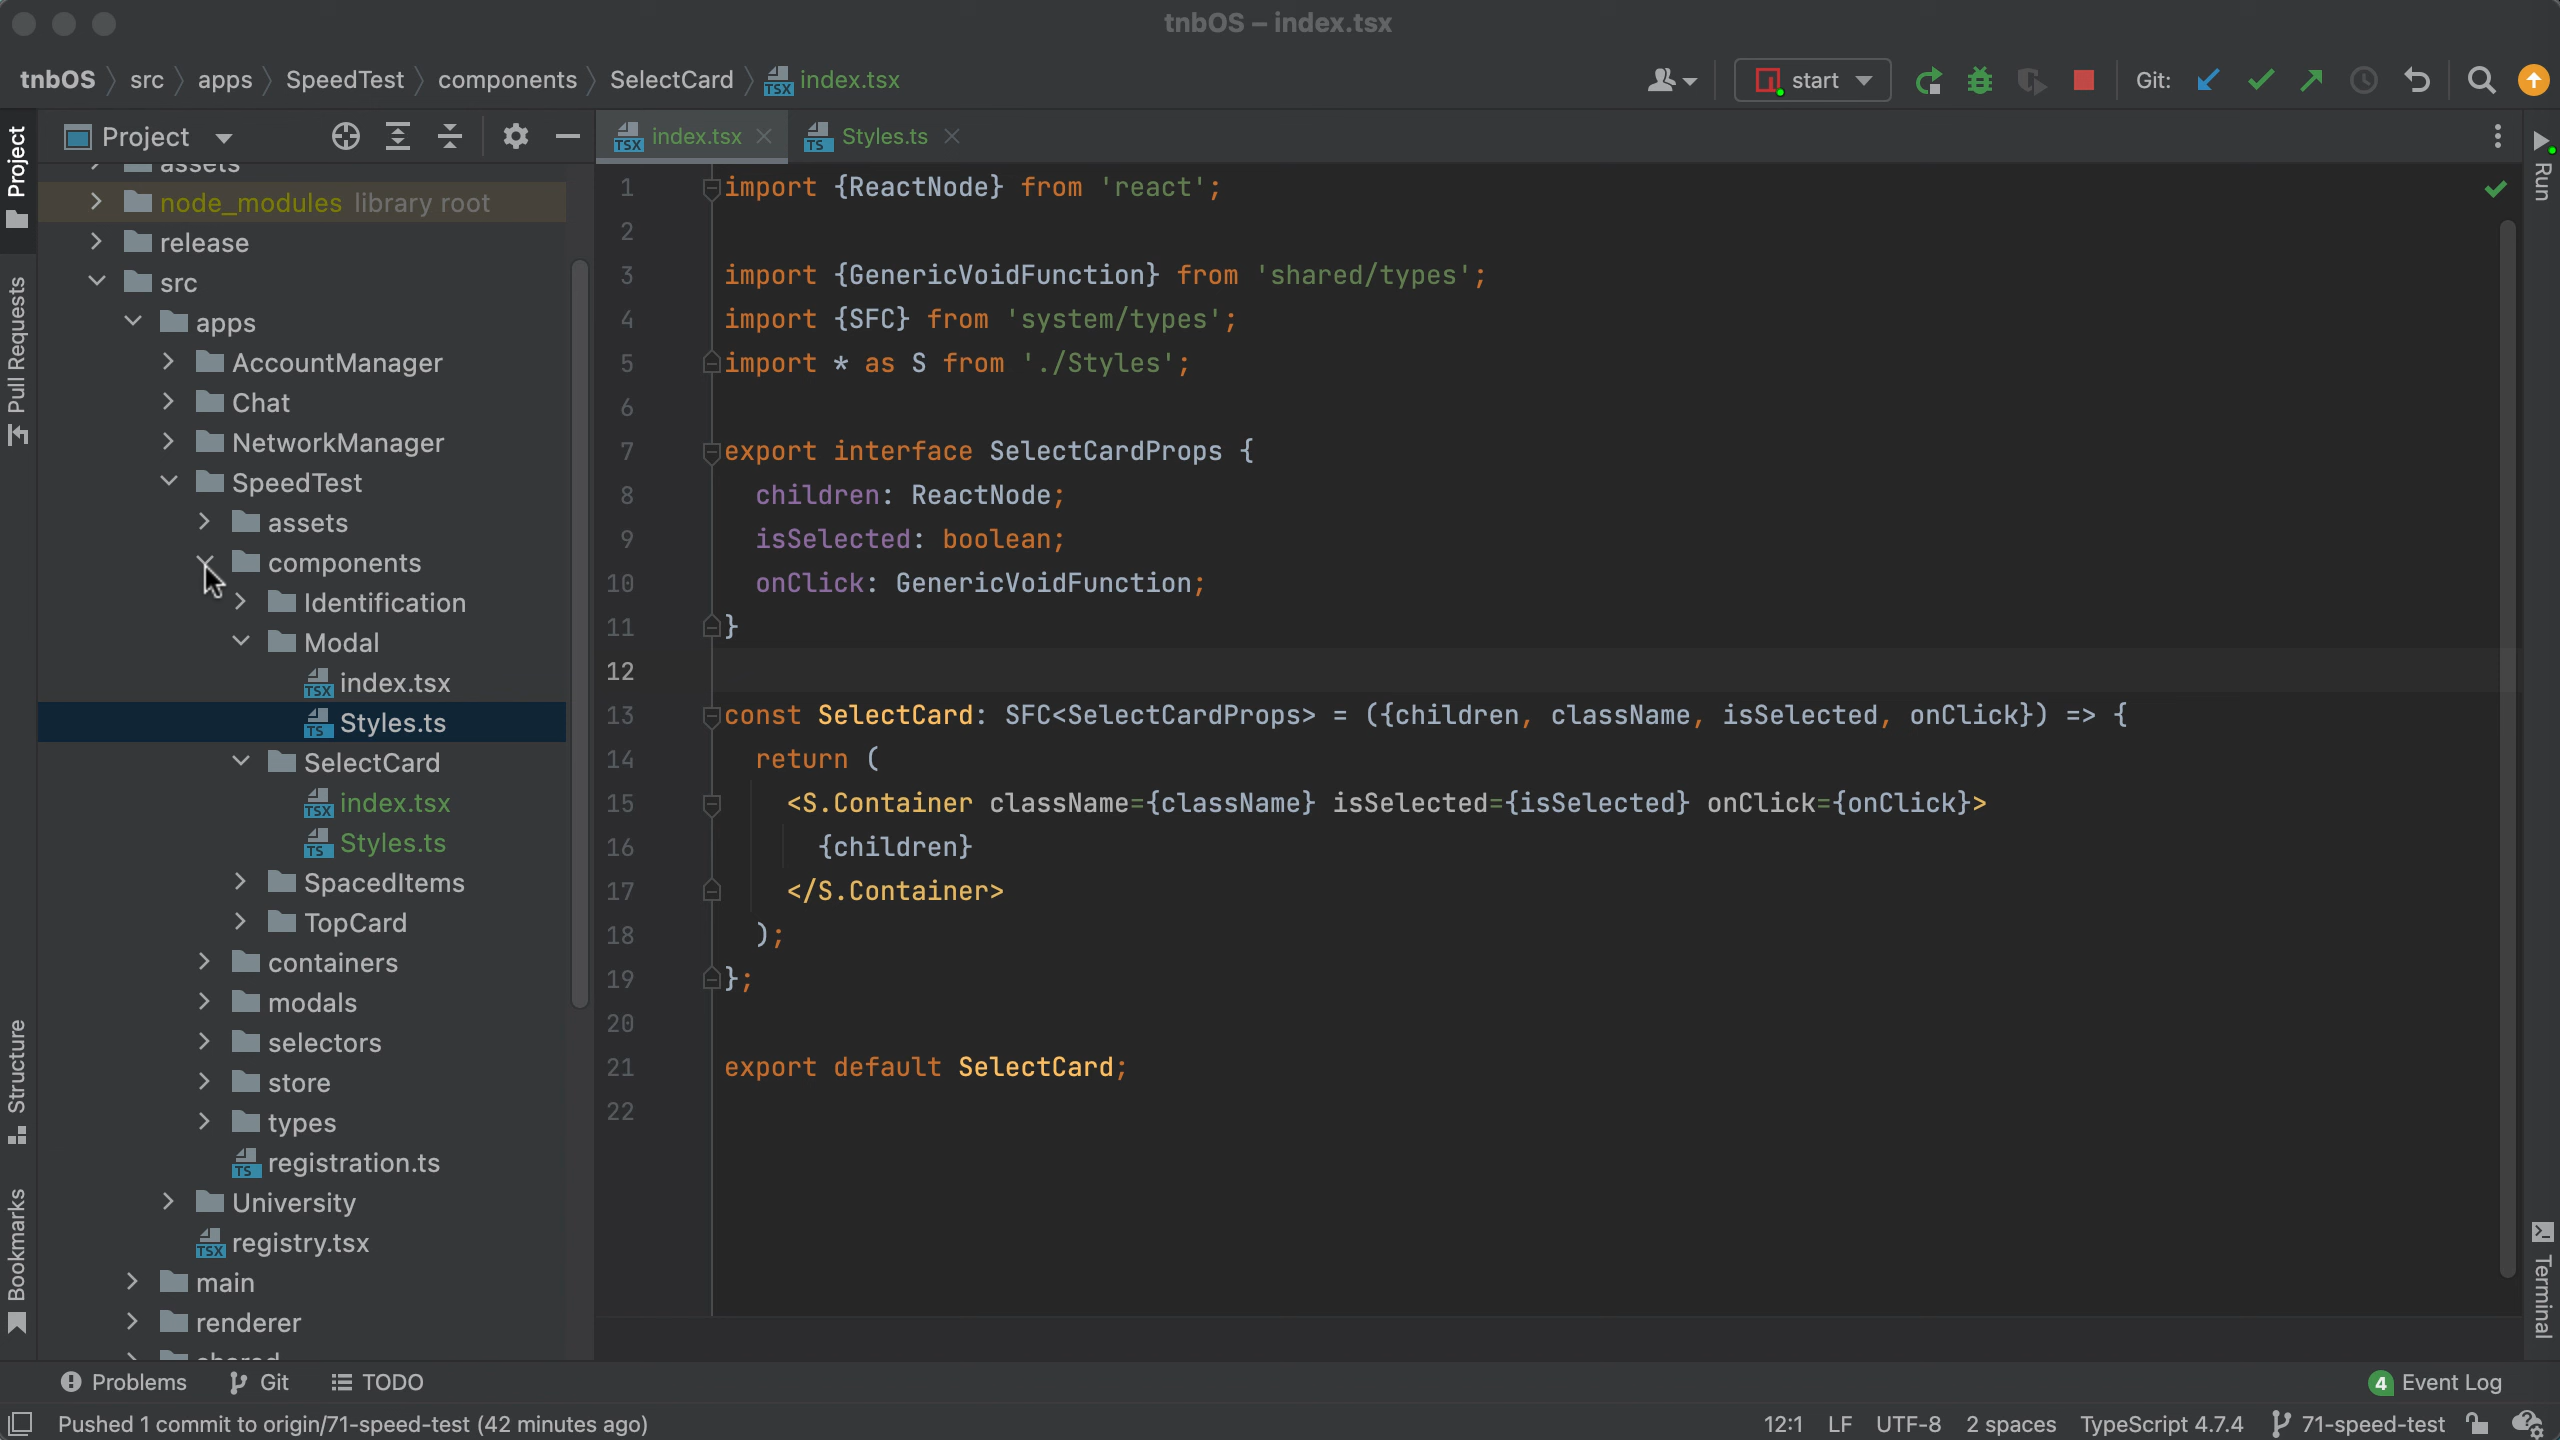 tnbOS – index.tsx
tnbOS src apps SpeedTest components SelectCard index.tsx
start
Git:
Project
index.tsx
Styles.ts
Project
Pull Requests
Structure
Bookmarks
assets
node_modules library root
release
src
apps
AccountManager
Chat
NetworkManager
SpeedTest
assets
components
Identification
Modal
index.tsx
Styles.ts
SelectCard
index.tsx
Styles.ts
SpacedItems
TopCard
containers
modals
selectors
store
types
registration.ts
University
registry.tsx
main
renderer
shared
1 import {ReactNode} from 'react';
2
3 import {GenericVoidFunction} from 'shared/types';
4 import {SFC} from 'system/types';
5 import * as S from './Styles';
6
7 export interface SelectCardProps {
8 children: ReactNode;
9 isSelected: boolean;
10 onClick: GenericVoidFunction;
11 }
12
13 const SelectCard: SFC<SelectCardProps> = ({children, className, isSelected, onClick}) => {
14 return (
15 <S.Container className={className} isSelected={isSelected} onClick={onClick}>
16 {children}
17 </S.Container>
18 );
19 };
20
21 export default SelectCard;
22
Run
Terminal
Problems
Git
TODO
4 Event Log
Pushed 1 commit to origin/71-speed-test (42 minutes ago)
12:1 LF UTF-8 2 spaces TypeScript 4.7.4 71-speed-test